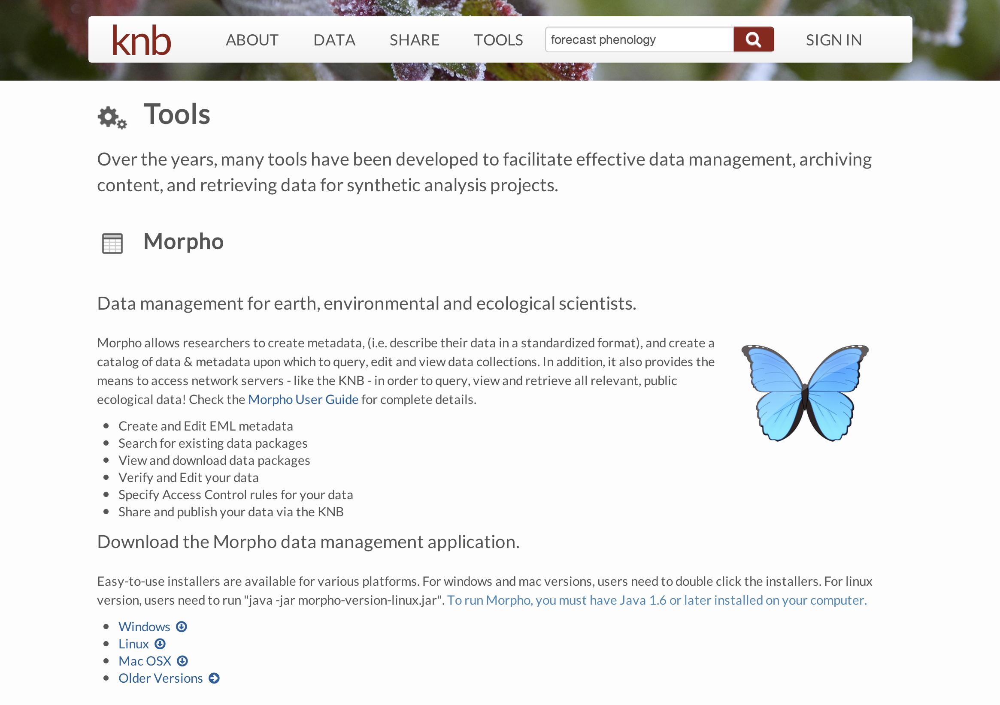 knb
ABOUT DATA SHARE TOOLS forecast phenology SIGN IN
Tools
Over the years, many tools have been developed to facilitate effective data management, archiving
content, and retrieving data for synthetic analysis projects.
Morpho
Data management for earth, environmental and ecological scientists.
Morpho allows researchers to create metadata, (i.e. describe their data in a standardized format), and create a
catalog of data & metadata upon which to query, edit and view data collections. In addition, it also provides the
means to access network servers - like the KNB - in order to query, view and retrieve all relevant, public
ecological data! Check the Morpho User Guide for complete details.
Create and Edit EML metadata
Search for existing data packages
View and download data packages
Verify and Edit your data
Specify Access Control rules for your data
Share and publish your data via the KNB
Download the Morpho data management application.
Easy-to-use installers are available for various platforms. For windows and mac versions, users need to double click the installers. For linux
version, users need to run "java -jar morpho-version-linux.jar". To run Morpho, you must have Java 1.6 or later installed on your computer.
Windows
Linux
Mac OSX
Older Versions